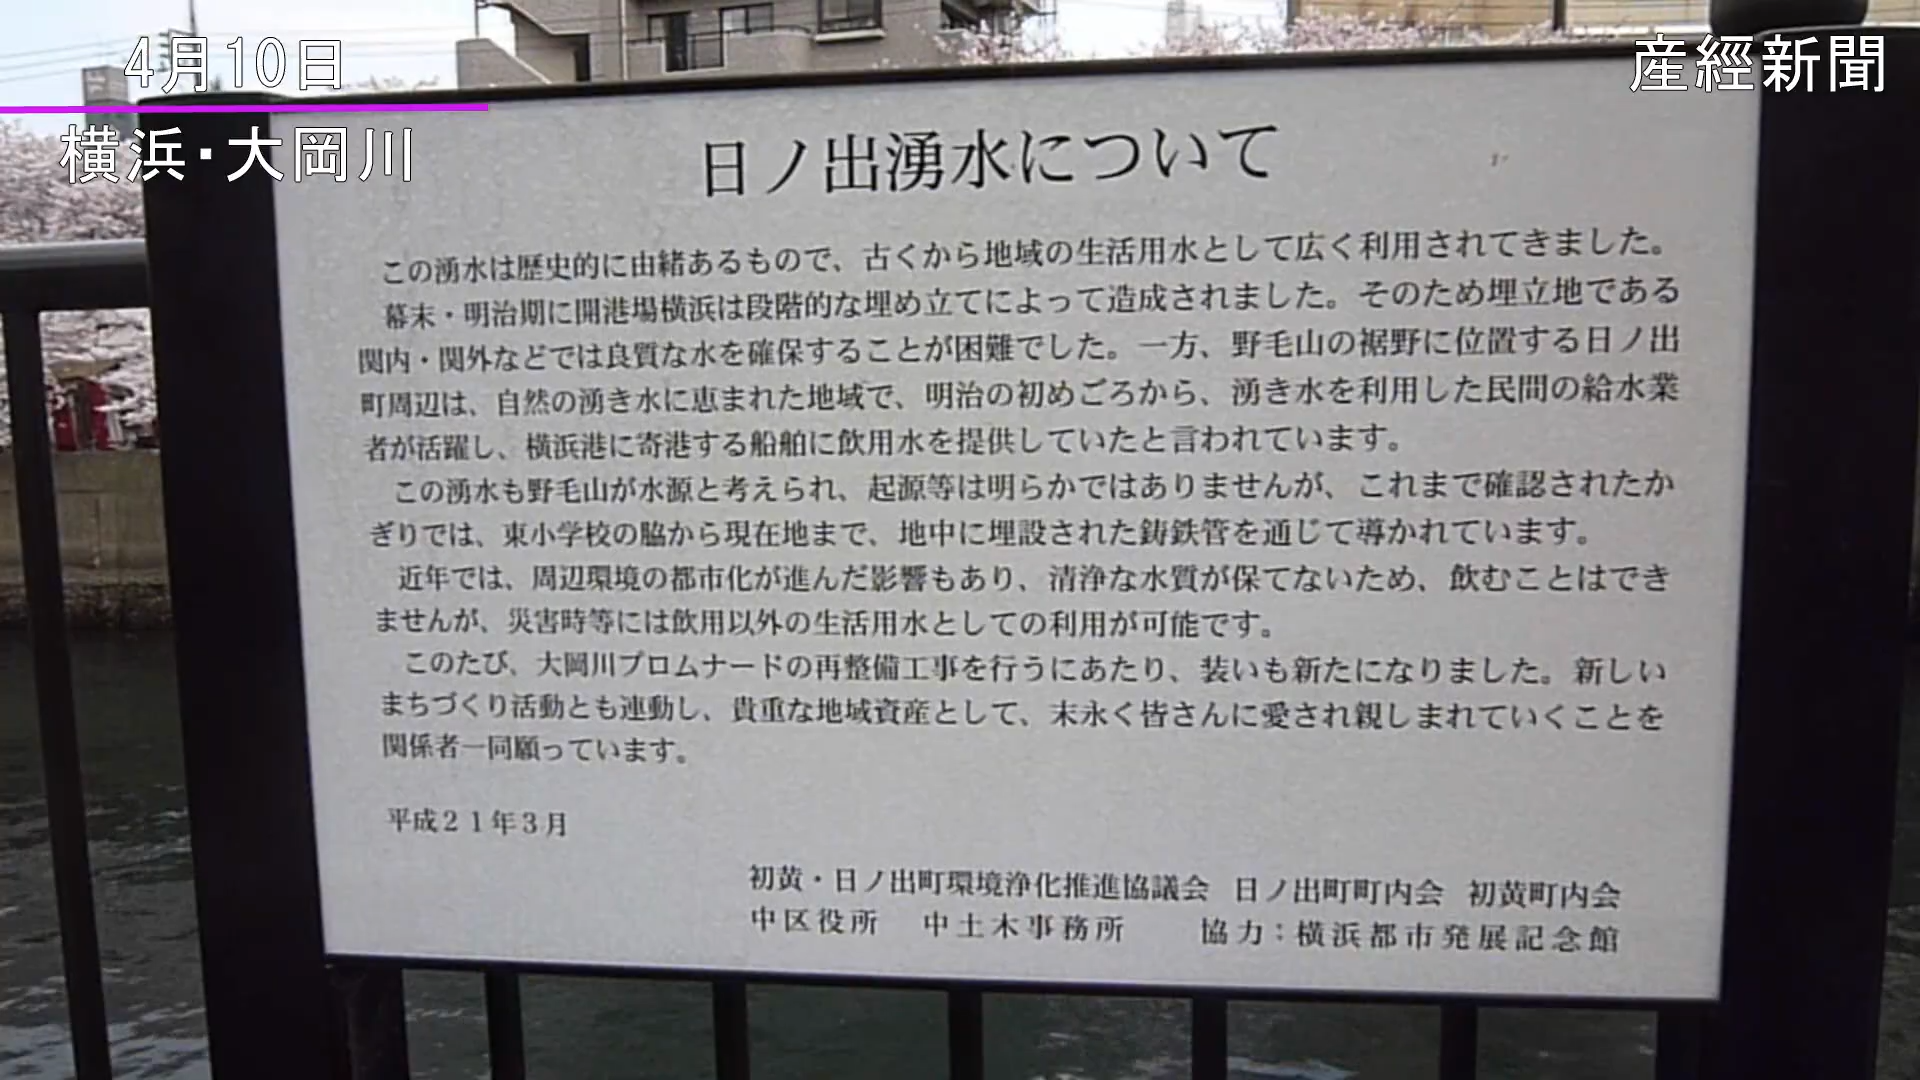 4月10日
横浜・大岡川
産經新聞
日ノ出湧水について
この湧水は歴史的に由緒あるもので、古くから地域の生活用水として広く利用されてきました。
幕末・明治期に開港場横浜は段階的な埋め立てによって造成されました。そのため埋立地である
関内・関外などでは良質な水を確保することが困難でした。一方、野毛山の裾野に位置する日ノ出
町周辺は、自然の湧き水に恵まれた地域で、明治の初めごろから、湧き水を利用した民間の給水業
者が活躍し、横浜港に寄港する船舶に飲用水を提供していたと言われています。
この湧水も野毛山が水源と考えられ、起源等は明らかではありませんが、これまで確認されたか
ぎりでは、東小学校の脇から現在地まで、地中に埋設された鋳鉄管を通じて導かれています。
近年では、周辺環境の都市化が進んだ影響もあり、清浄な水質が保てないため、飲むことはでき
ませんが、災害時等には飲用以外の生活用水としての利用が可能です。
このたび、大岡川プロムナードの再整備工事を行うにあたり、装いも新たになりました。新しい
まちづくり活動とも連動し、貴重な地域資産として、末永く皆さんに愛され親しまれていくことを
関係者一同願っています。
平成21年3月
初黄・日ノ出町環境浄化推進協議会 日ノ出町町内会 初黄町内会
中区役所 中土木事務所 協力：横浜都市発展記念館